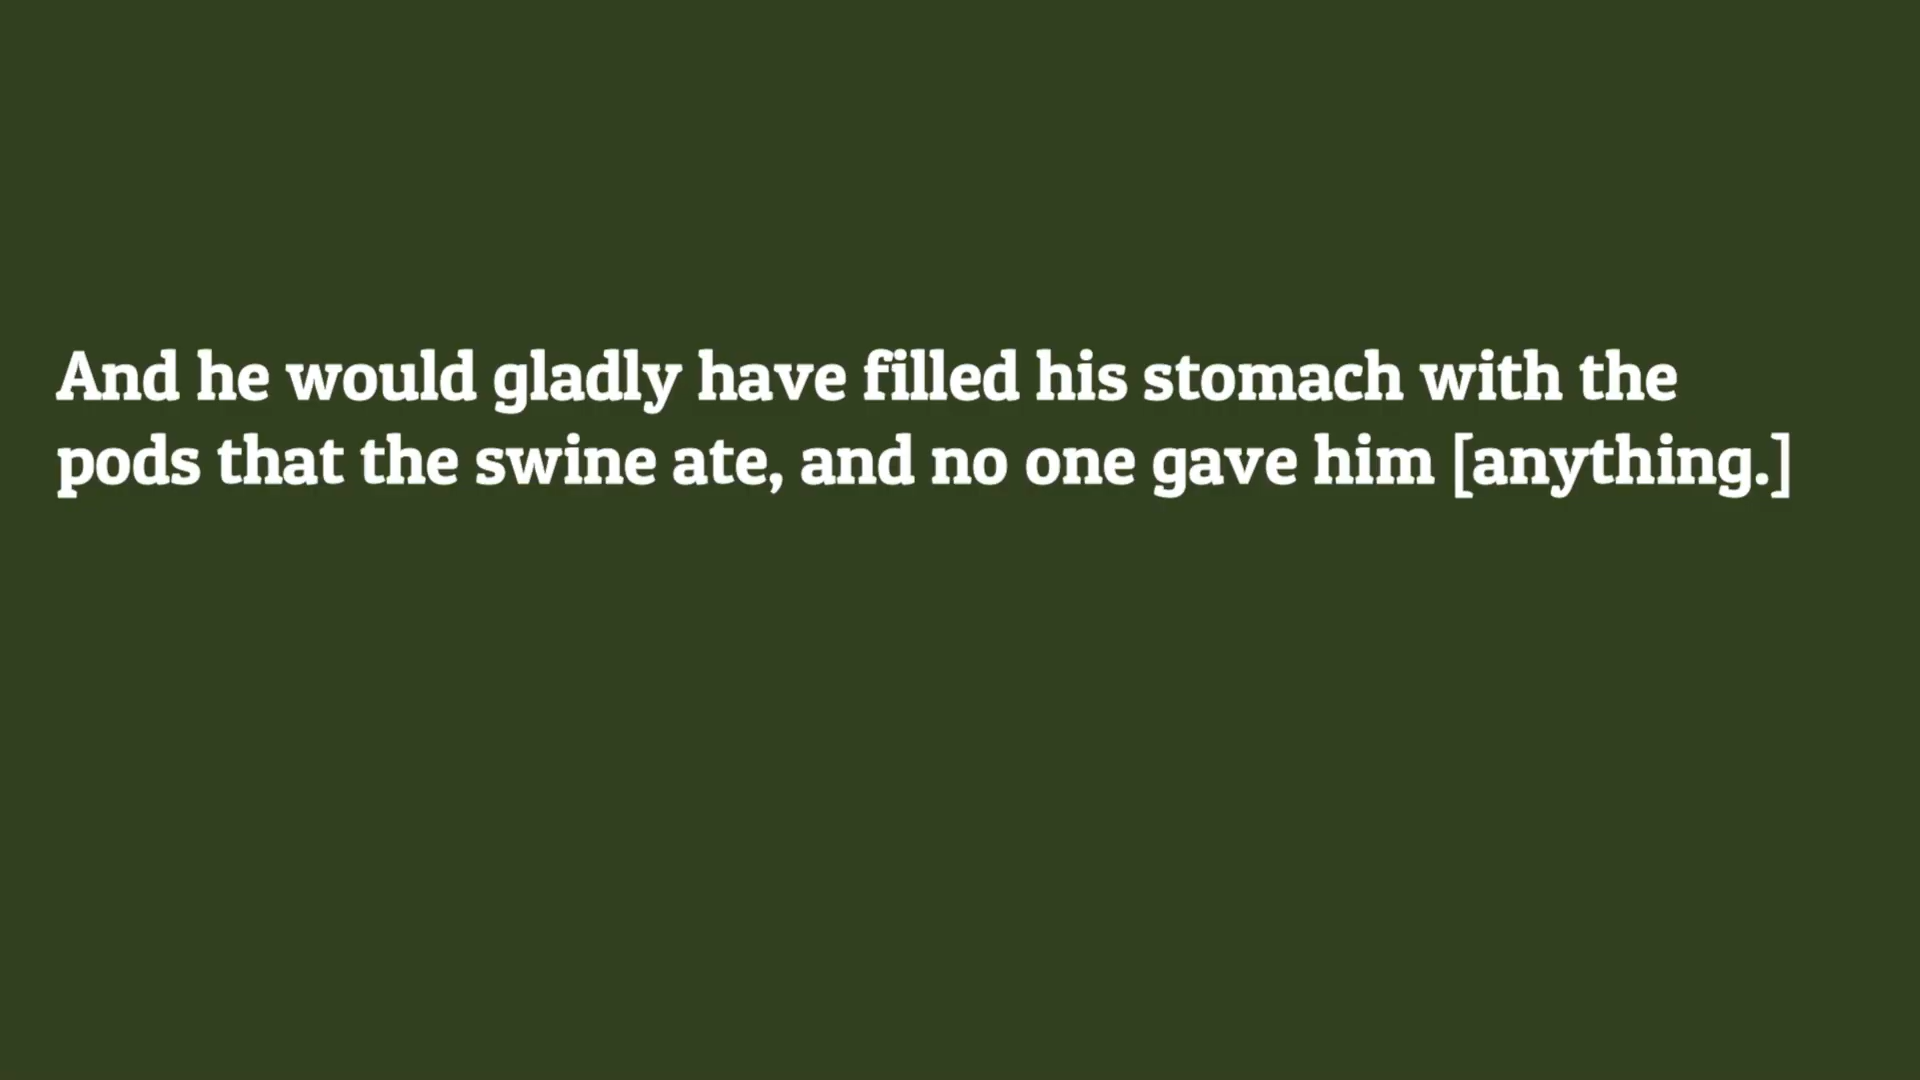 And he would gladly have filled his stomach with the
pods that the swine ate, and no one gave him [anything.]